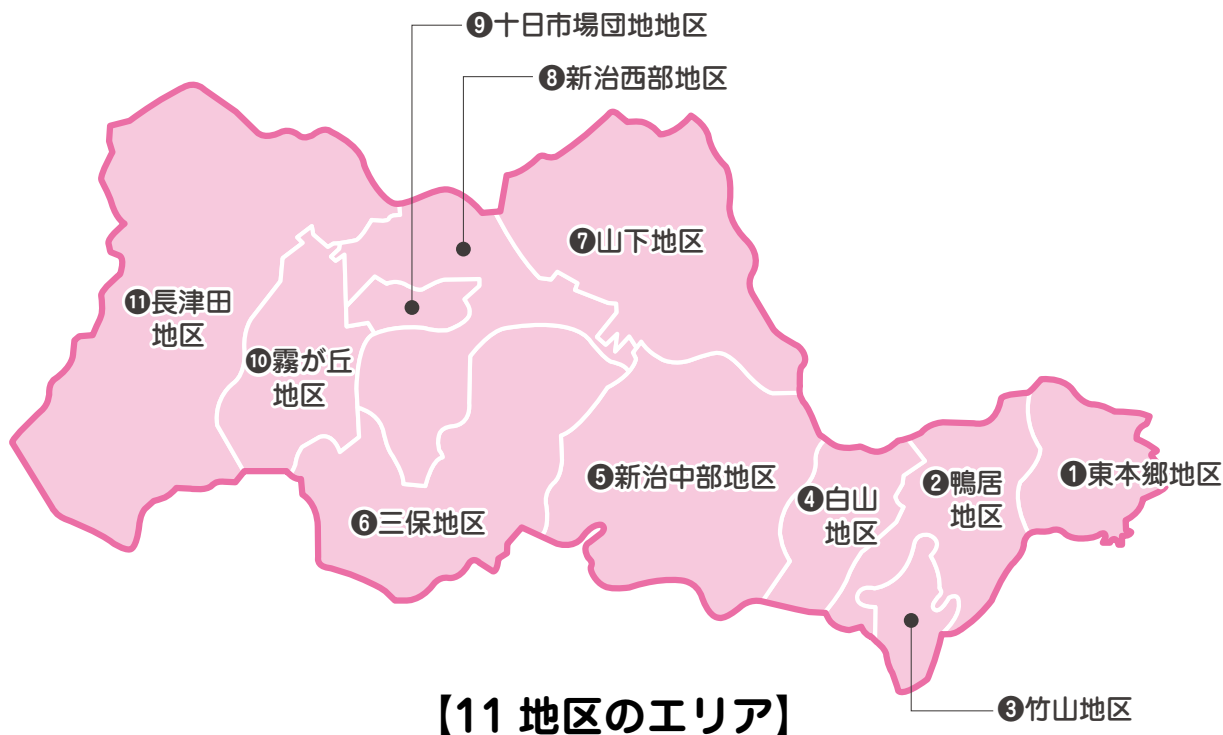 ❾十日市場団地地区
❽新治西部地区
❼山下地区
⓫長津田
地区
❿霧が丘
地区
❺新治中部地区
❻三保地区
❹白山
地区
❷鴨居
地区
❶東本郷地区
❸竹山地区
【11 地区のエリア】